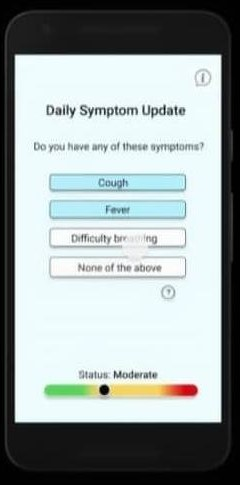 i
Daily Symptom Update
Do you have any of these symptoms?
Cough
Fever
Difficulty breathing
None of the above
?
Status: Moderate